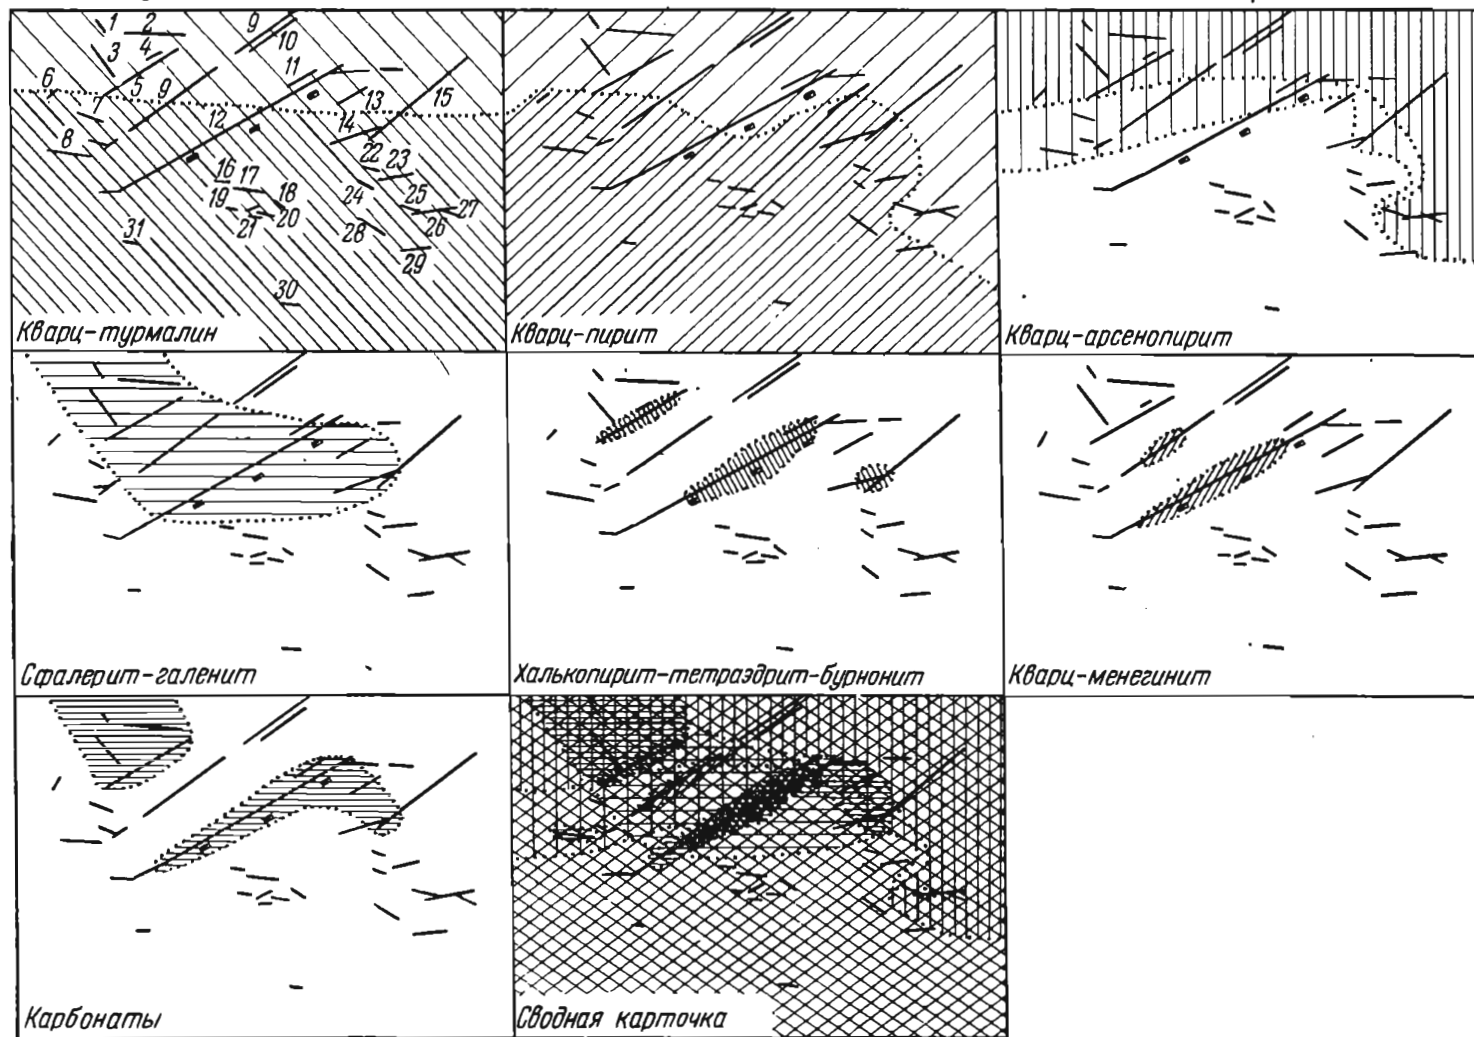 1 2 9
3 4 10
6 5 9 11
7 12 13 15
8 14
16 17 22 23
19 18 24 25
21 20 26 27
31 28
29
30
Кварц-турмалин
Кварц-пирит
Кварц-арсенопирит
Сфалерит-галенит
Халькопирит-тетраэдрит-бурнонит
Кварц-менегинит
Карбонаты
Сводная карточка